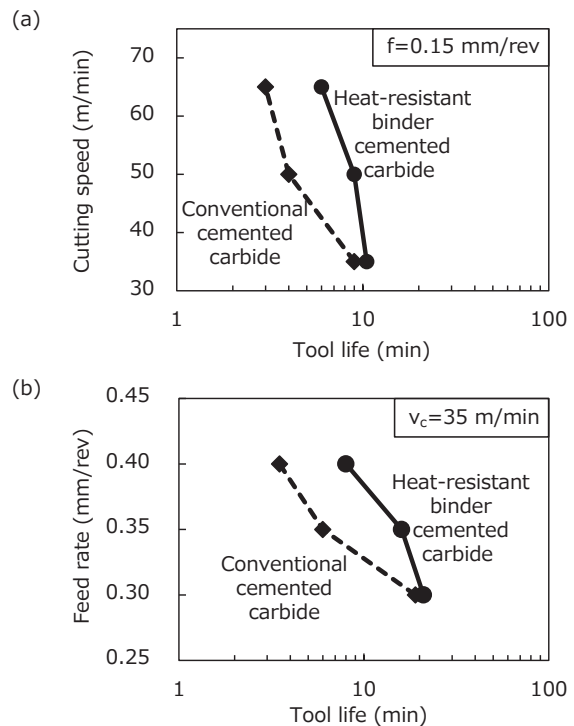 (a)
f=0.15 mm/rev
Cutting speed (m/min)
70
60
50
40
30
Heat-resistant
binder
cemented
carbide
Conventional
cemented
carbide
1
10
100
Tool life (min)
(b)
v_c=35 m/min
Feed rate (mm/rev)
0.45
0.40
0.35
0.30
0.25
Heat-resistant
binder
cemented
carbide
Conventional
cemented
carbide
1
10
100
Tool life (min)